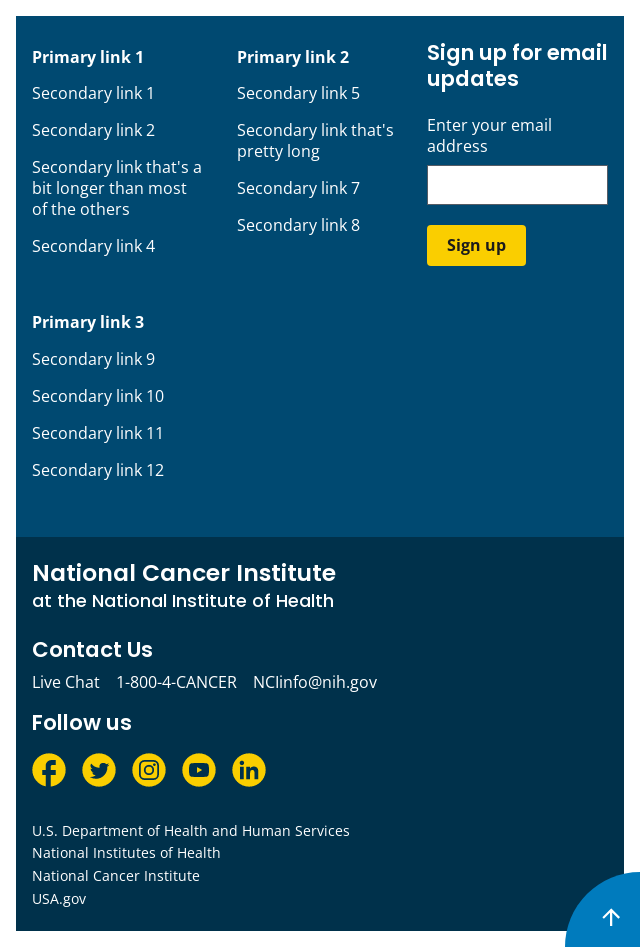 Primary link 1
Secondary link 1
Secondary link 2
Secondary link that's a
bit longer than most
of the others
Secondary link 4
Primary link 2
Secondary link 5
Secondary link that's
pretty long
Secondary link 7
Secondary link 8
Primary link 3
Secondary link 9
Secondary link 10
Secondary link 11
Secondary link 12
Sign up for email
updates
Enter your email
address
Sign up
National Cancer Institute
at the National Institute of Health
Contact Us
Live Chat 1-800-4-CANCER NCIinfo@nih.gov
Follow us
U.S. Department of Health and Human Services
National Institutes of Health
National Cancer Institute
USA.gov